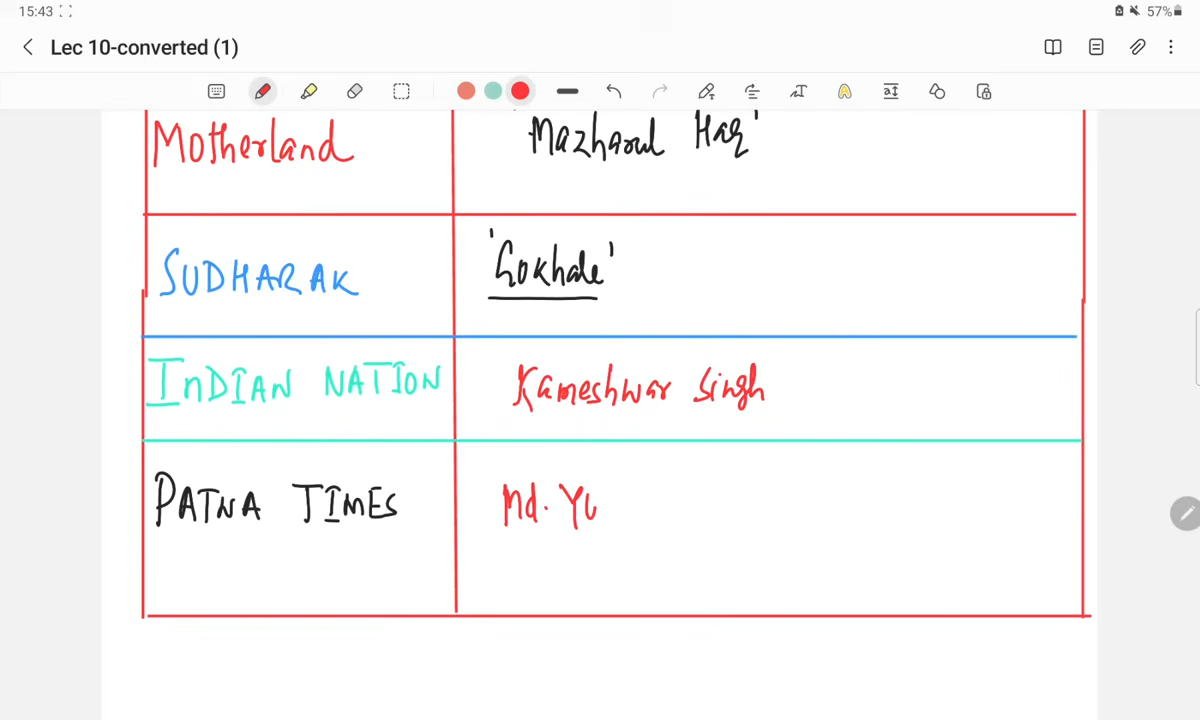 15:43
57%
Lec 10-converted (1)
Motherland
'Mazharul Haq'
SUDHARAK
'Gokhale'
INDIAN NATION
Kameshwar Singh
PATNA TIMES
Md. Yu